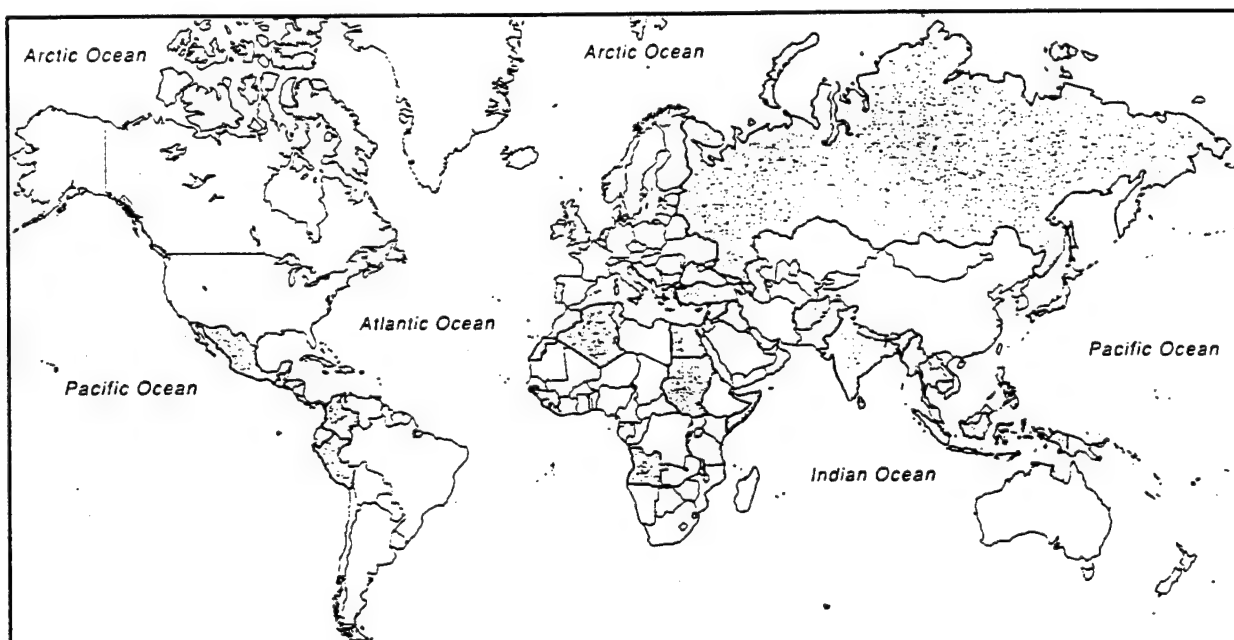 Arctic Ocean
Arctic Ocean
Atlantic Ocean
Pacific Ocean
Pacific Ocean
Indian Ocean